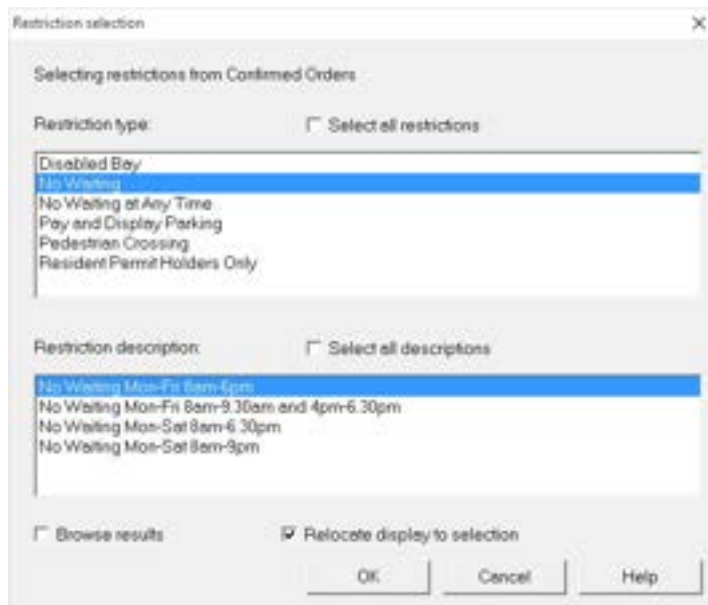 Restriction selection
Selecting restrictions from Confirmed Orders
Restriction type: Select all restrictions
Disabled Bay
No Waiting
No Waiting at Any Time
Pay and Display Parking
Pedestrian Crossing
Resident Permit Holders Only
Restriction description: Select all descriptions
No Waiting Mon-Fri 8am-6pm
No Waiting Mon-Fri 8am-9.30am and 4pm-6.30pm
No Waiting Mon-Sat 8am-6.30pm
No Waiting Mon-Sat 8am-9pm
Browse results Relocate display to selection
OK Cancel Help